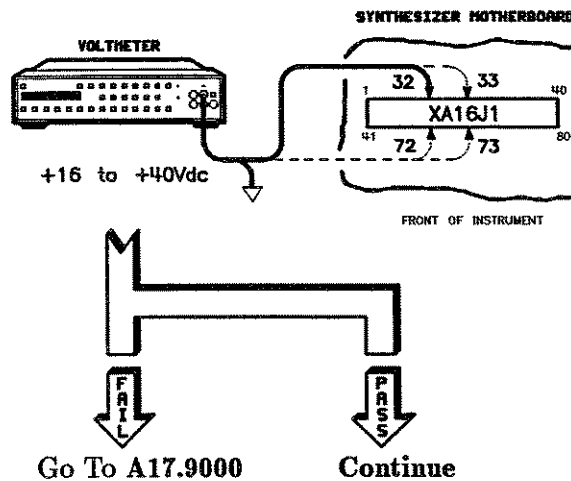 SYNTHESIZER MOTHERBOARD
VOLTMETER
32 33
1 40
XA16J1
41 80
72 73
+16 to +40Vdc
FRONT OF INSTRUMENT
FAIL
PASS
Go To A17.9000
Continue